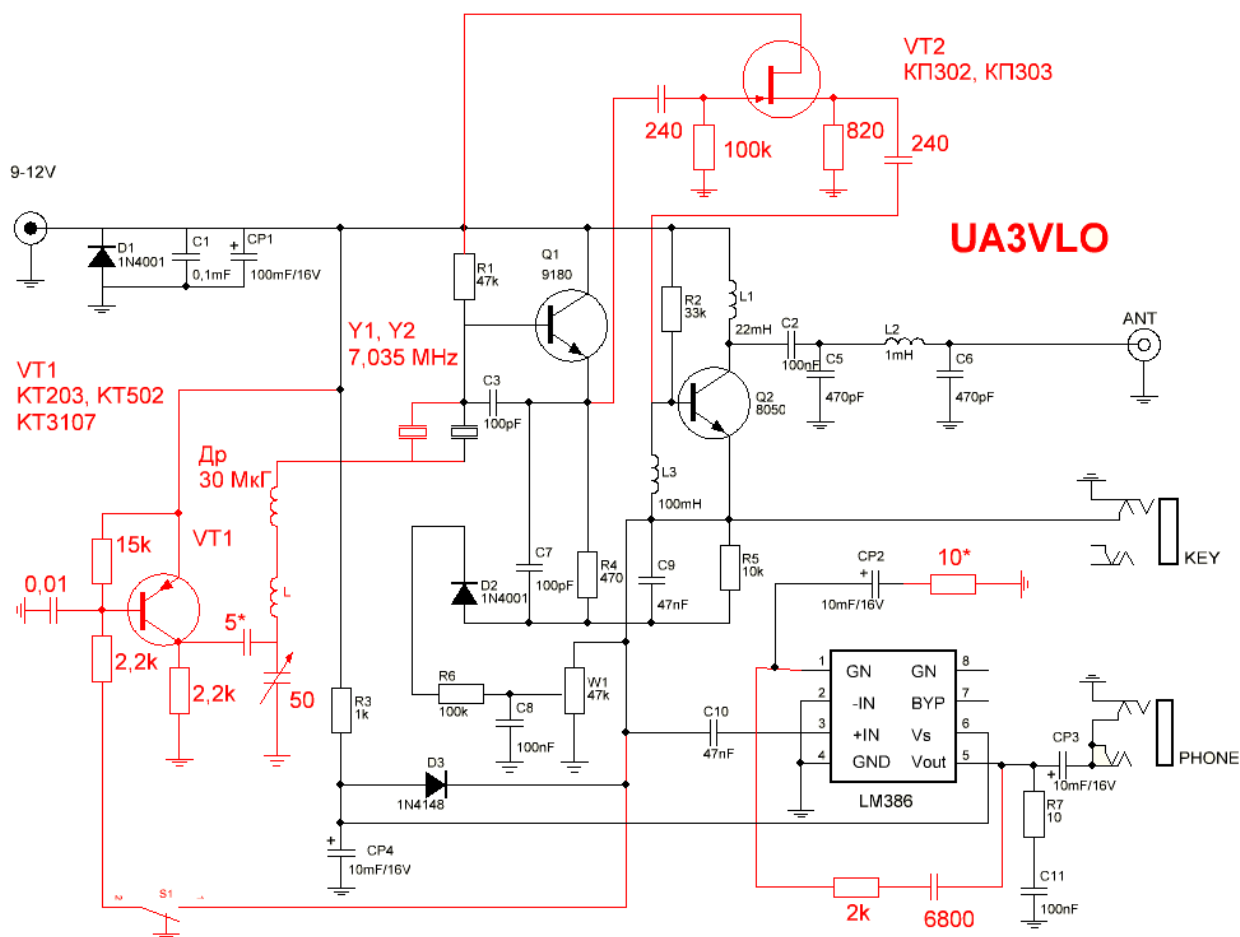 VT2
КП302, КП303
240
100k
820
240
9-12V
UA3VLO
D1
1N4001
C1
0,1mF
CP1
100mF/16V
R1
47k
Q1
9180
R2
33k
L1
22mH
C2
100nF
L2
1mH
ANT
C5
470pF
C6
470pF
Y1, Y2
7,035 MHz
VT1
КТ203, КТ502
КТ3107
C3
100pF
Q2
8050
Др
30 МкГ
L3
100mH
15k
VT1
0,01
L
5*
2,2k
2,2k
50
D2
1N4001
C7
100pF
R4
470
C9
47nF
R5
10k
CP2
10mF/16V
10*
KEY
R6
100k
C8
100nF
W1
47k
R3
1k
C10
47nF
1
GN
GN
8
2
-IN
BYP
7
3
+IN
Vs
6
4
GND
Vout
5
LM386
CP3
10mF/16V
PHONE
D3
1N4148
R7
10
CP4
10mF/16V
C11
100nF
2
S1
1
2k
6800